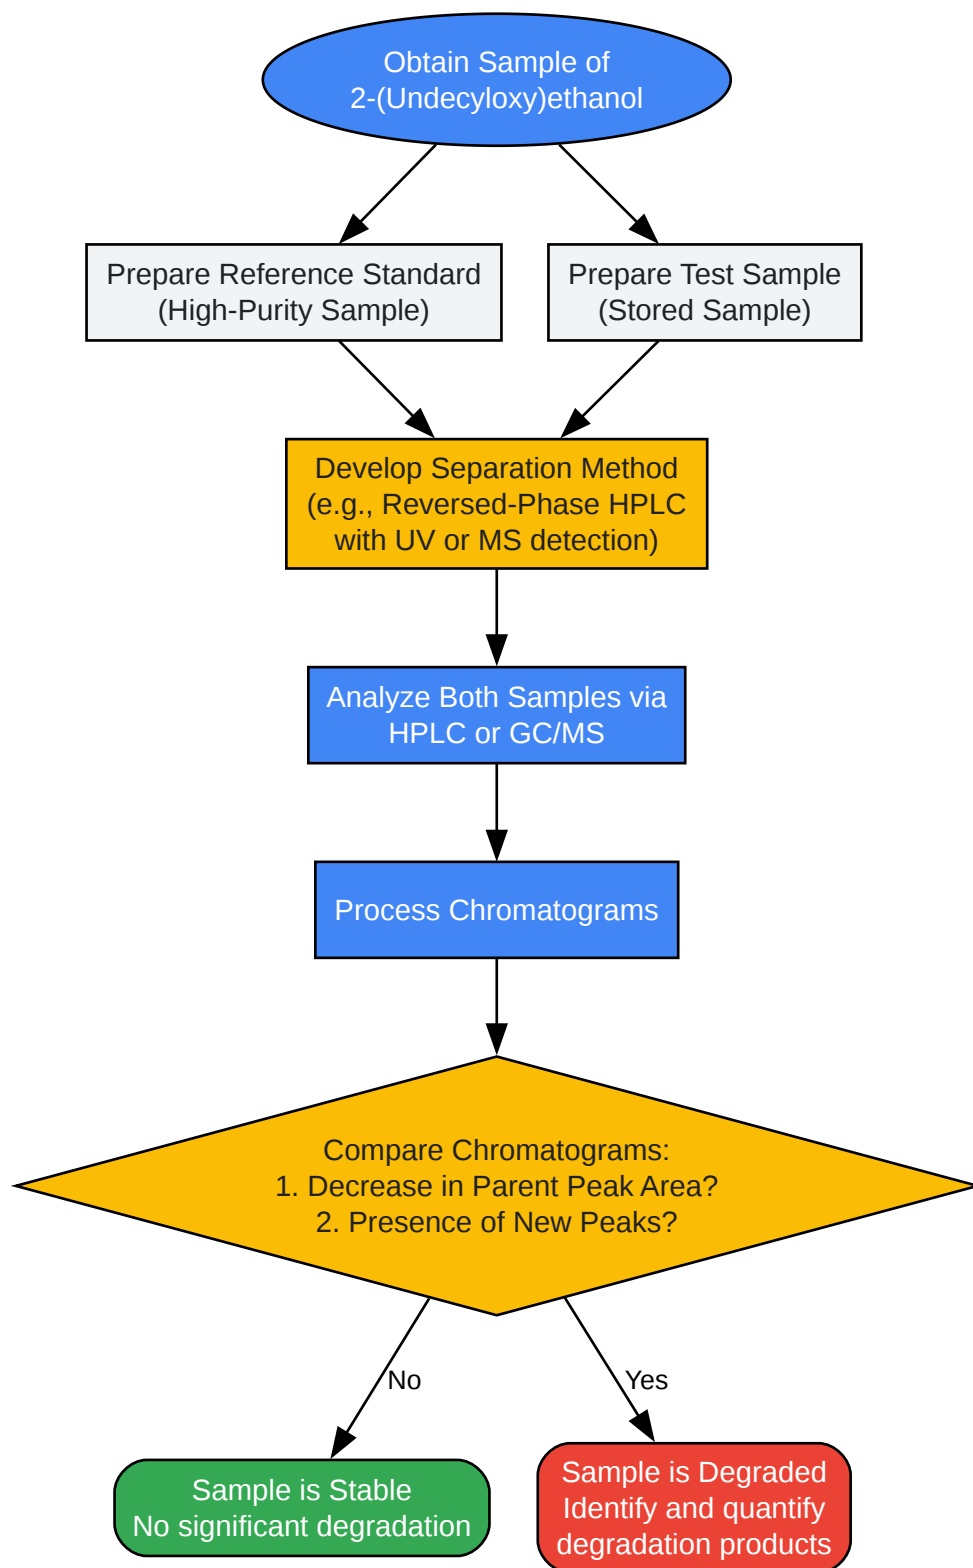 Obtain Sample of
2-(Undecyloxy)ethanol
Prepare Reference Standard
(High-Purity Sample)
Prepare Test Sample
(Stored Sample)
Develop Separation Method
(e.g., Reversed-Phase HPLC
with UV or MS detection)
Analyze Both Samples via
HPLC or GC/MS
Process Chromatograms
Compare Chromatograms:
1. Decrease in Parent Peak Area?
2. Presence of New Peaks?
No
Yes
Sample is Stable
No significant degradation
Sample is Degraded
Identify and quantify
degradation products